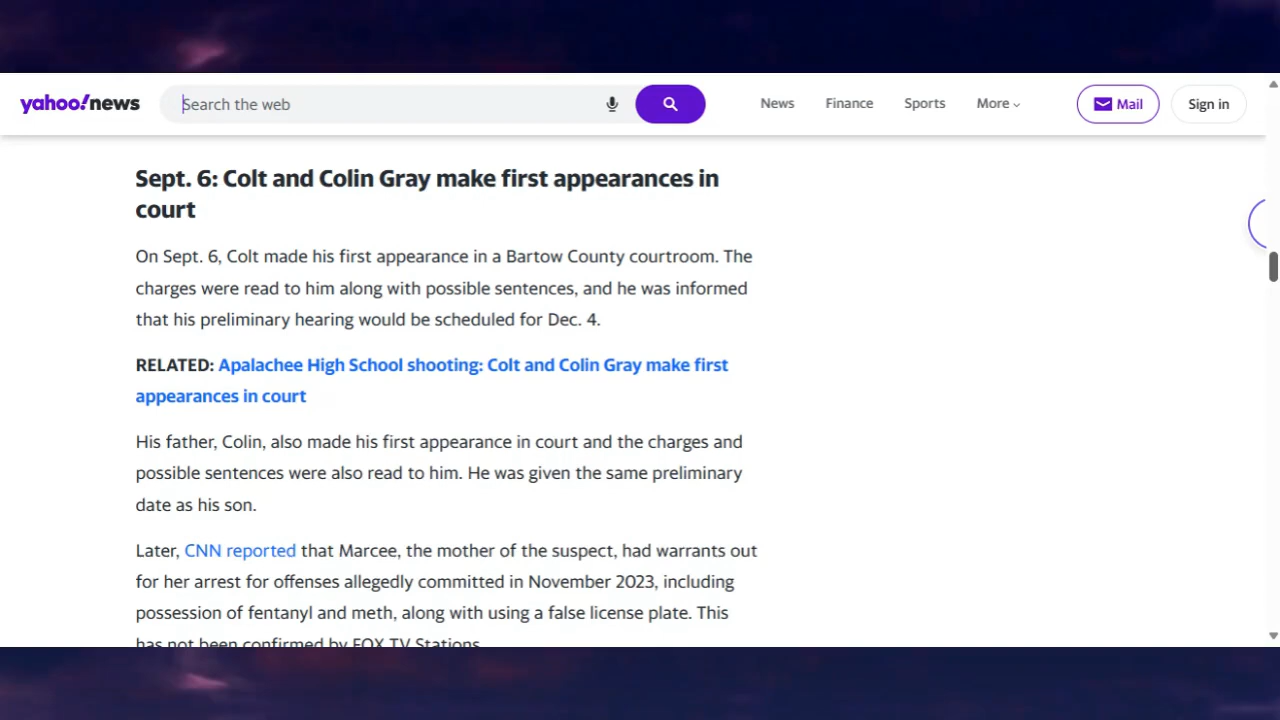 yahoo!news
Search the web
News
Finance
Sports
More
Mail
Sign in
Sept. 6: Colt and Colin Gray make first appearances in
court
On Sept. 6, Colt made his first appearance in a Bartow County courtroom. The
charges were read to him along with possible sentences, and he was informed
that his preliminary hearing would be scheduled for Dec. 4.
RELATED: Apalachee High School shooting: Colt and Colin Gray make first
appearances in court
His father, Colin, also made his first appearance in court and the charges and
possible sentences were also read to him. He was given the same preliminary
date as his son.
Later, CNN reported that Marcee, the mother of the suspect, had warrants out
for her arrest for offenses allegedly committed in November 2023, including
possession of fentanyl and meth, along with using a false license plate. This
has not been confirmed by FOX TV Stations.